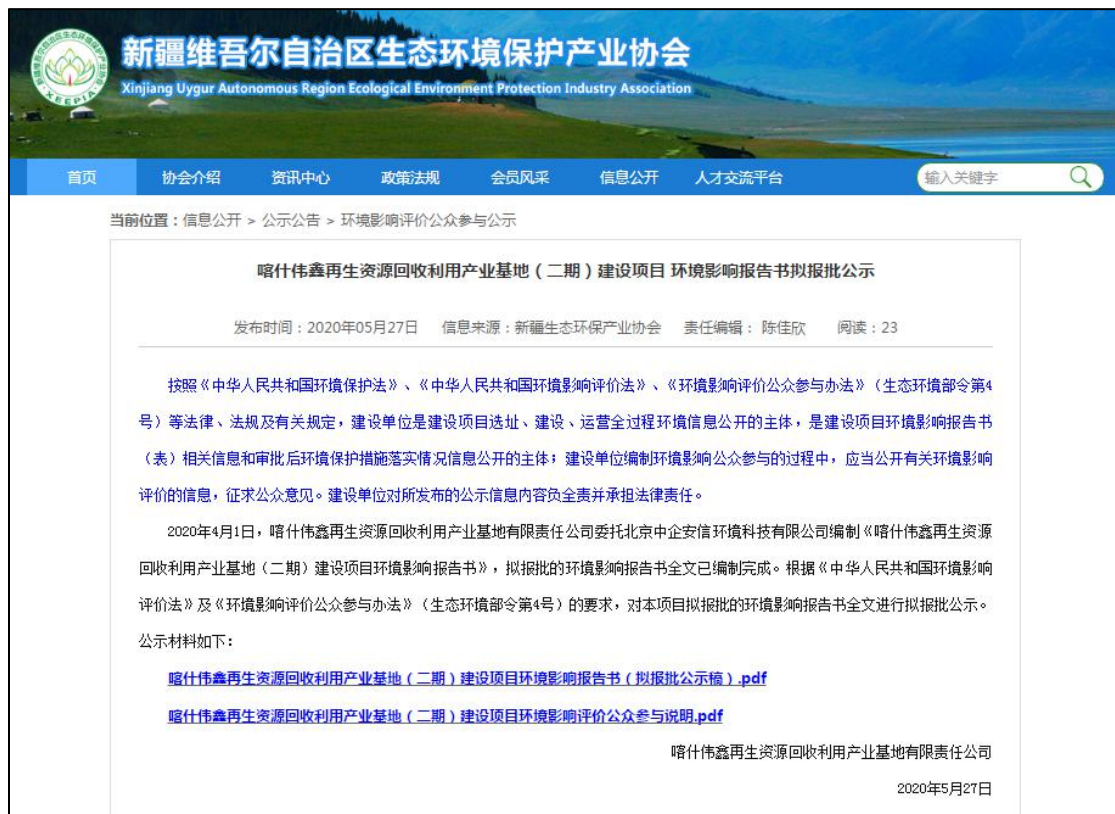 新疆维吾尔自治区生态环境保护产业协会
Xinjiang Uygur Autonomous Region Ecological Environment Protection Industry Association
XEEPIA
首页 协会介绍 资讯中心 政策法规 会员风采 信息公开 人才交流平台 输入关键字
当前位置：信息公开 > 公示公告 > 环境影响评价公众参与公示
喀什伟鑫再生资源回收利用产业基地（二期）建设项目 环境影响报告书拟报批公示
发布时间：2020年05月27日 信息来源：新疆生态环保产业协会 责任编辑： 陈佳欣 阅读：23
按照《中华人民共和国环境保护法》、《中华人民共和国环境影响评价法》、《环境影响评价公众参与办法》（生态环境部令第4
号）等法律、法规及有关规定，建设单位是建设项目选址、建设、运营全过程环境信息公开的主体，是建设项目环境影响报告书
（表）相关信息和审批后环境保护措施落实情况信息公开的主体；建设单位编制环境影响公众参与的过程中，应当公开有关环境影响
评价的信息，征求公众意见。建设单位对所发布的公示信息内容负全责并承担法律责任。
2020年4月1日，喀什伟鑫再生资源回收利用产业基地有限责任公司委托北京中企安信环境科技有限公司编制《喀什伟鑫再生资源
回收利用产业基地（二期）建设项目环境影响报告书》，拟报批的环境影响报告书全文已编制完成。根据《中华人民共和国环境影响
评价法》及《环境影响评价公众参与办法》（生态环境部令第4号）的要求，对本项目拟报批的环境影响报告书全文进行拟报批公示。
公示材料如下：
喀什伟鑫再生资源回收利用产业基地（二期）建设项目环境影响报告书（拟报批公示稿）.pdf
喀什伟鑫再生资源回收利用产业基地（二期）建设项目环境影响评价公众参与说明.pdf
喀什伟鑫再生资源回收利用产业基地有限责任公司
2020年5月27日